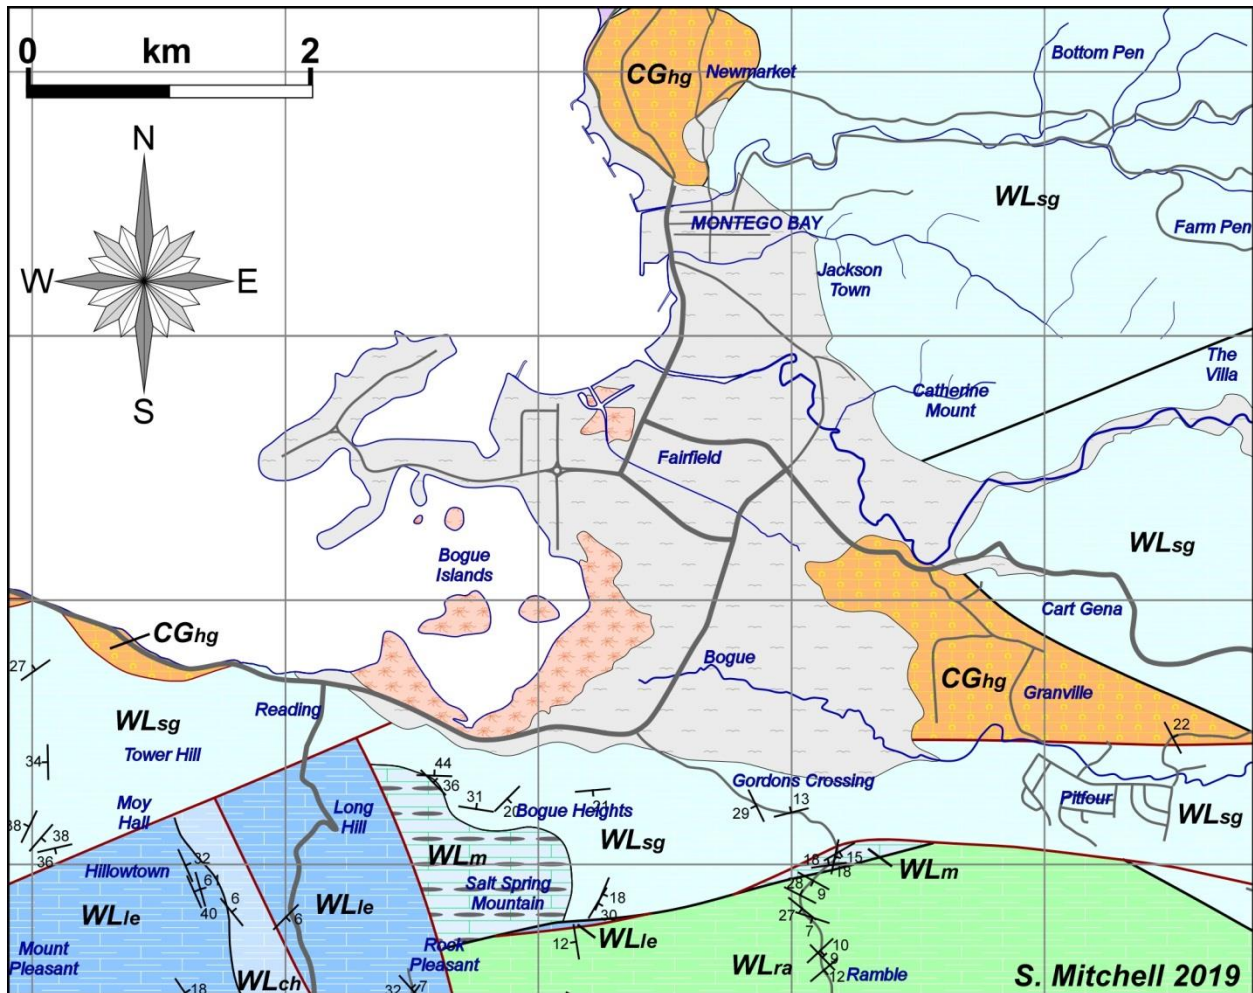 0 km 2
N
W E
S
CGhg
Newmarket
Bottom Pen
WLsg
MONTEGO BAY
Farm Pen
Jackson
Town
The
Villa
Catherine
Mount
Fairfield
WLsg
Bogue
Islands
Cart Gena
CGhg
27
Bogue
CGhg
Granville
22
Reading
WLsg
Tower Hill
34
44
36
31
20
21
Bogue Heights
Gordons Crossing
29
13
Pitfour
WLsg
Moy
Hall
Long
Hill
38
38
36
Hillowtown
32
61
40
6
6
WLm
WLsg
Salt Spring
Mountain
18
30
18
15
18
WLm
28
9
27
7
WLle
WLle
WLle
12
Mount
Pleasant
Rock
Pleasant
WLch
WLra
10
9
12
Ramble
18
32
7
S. Mitchell 2019